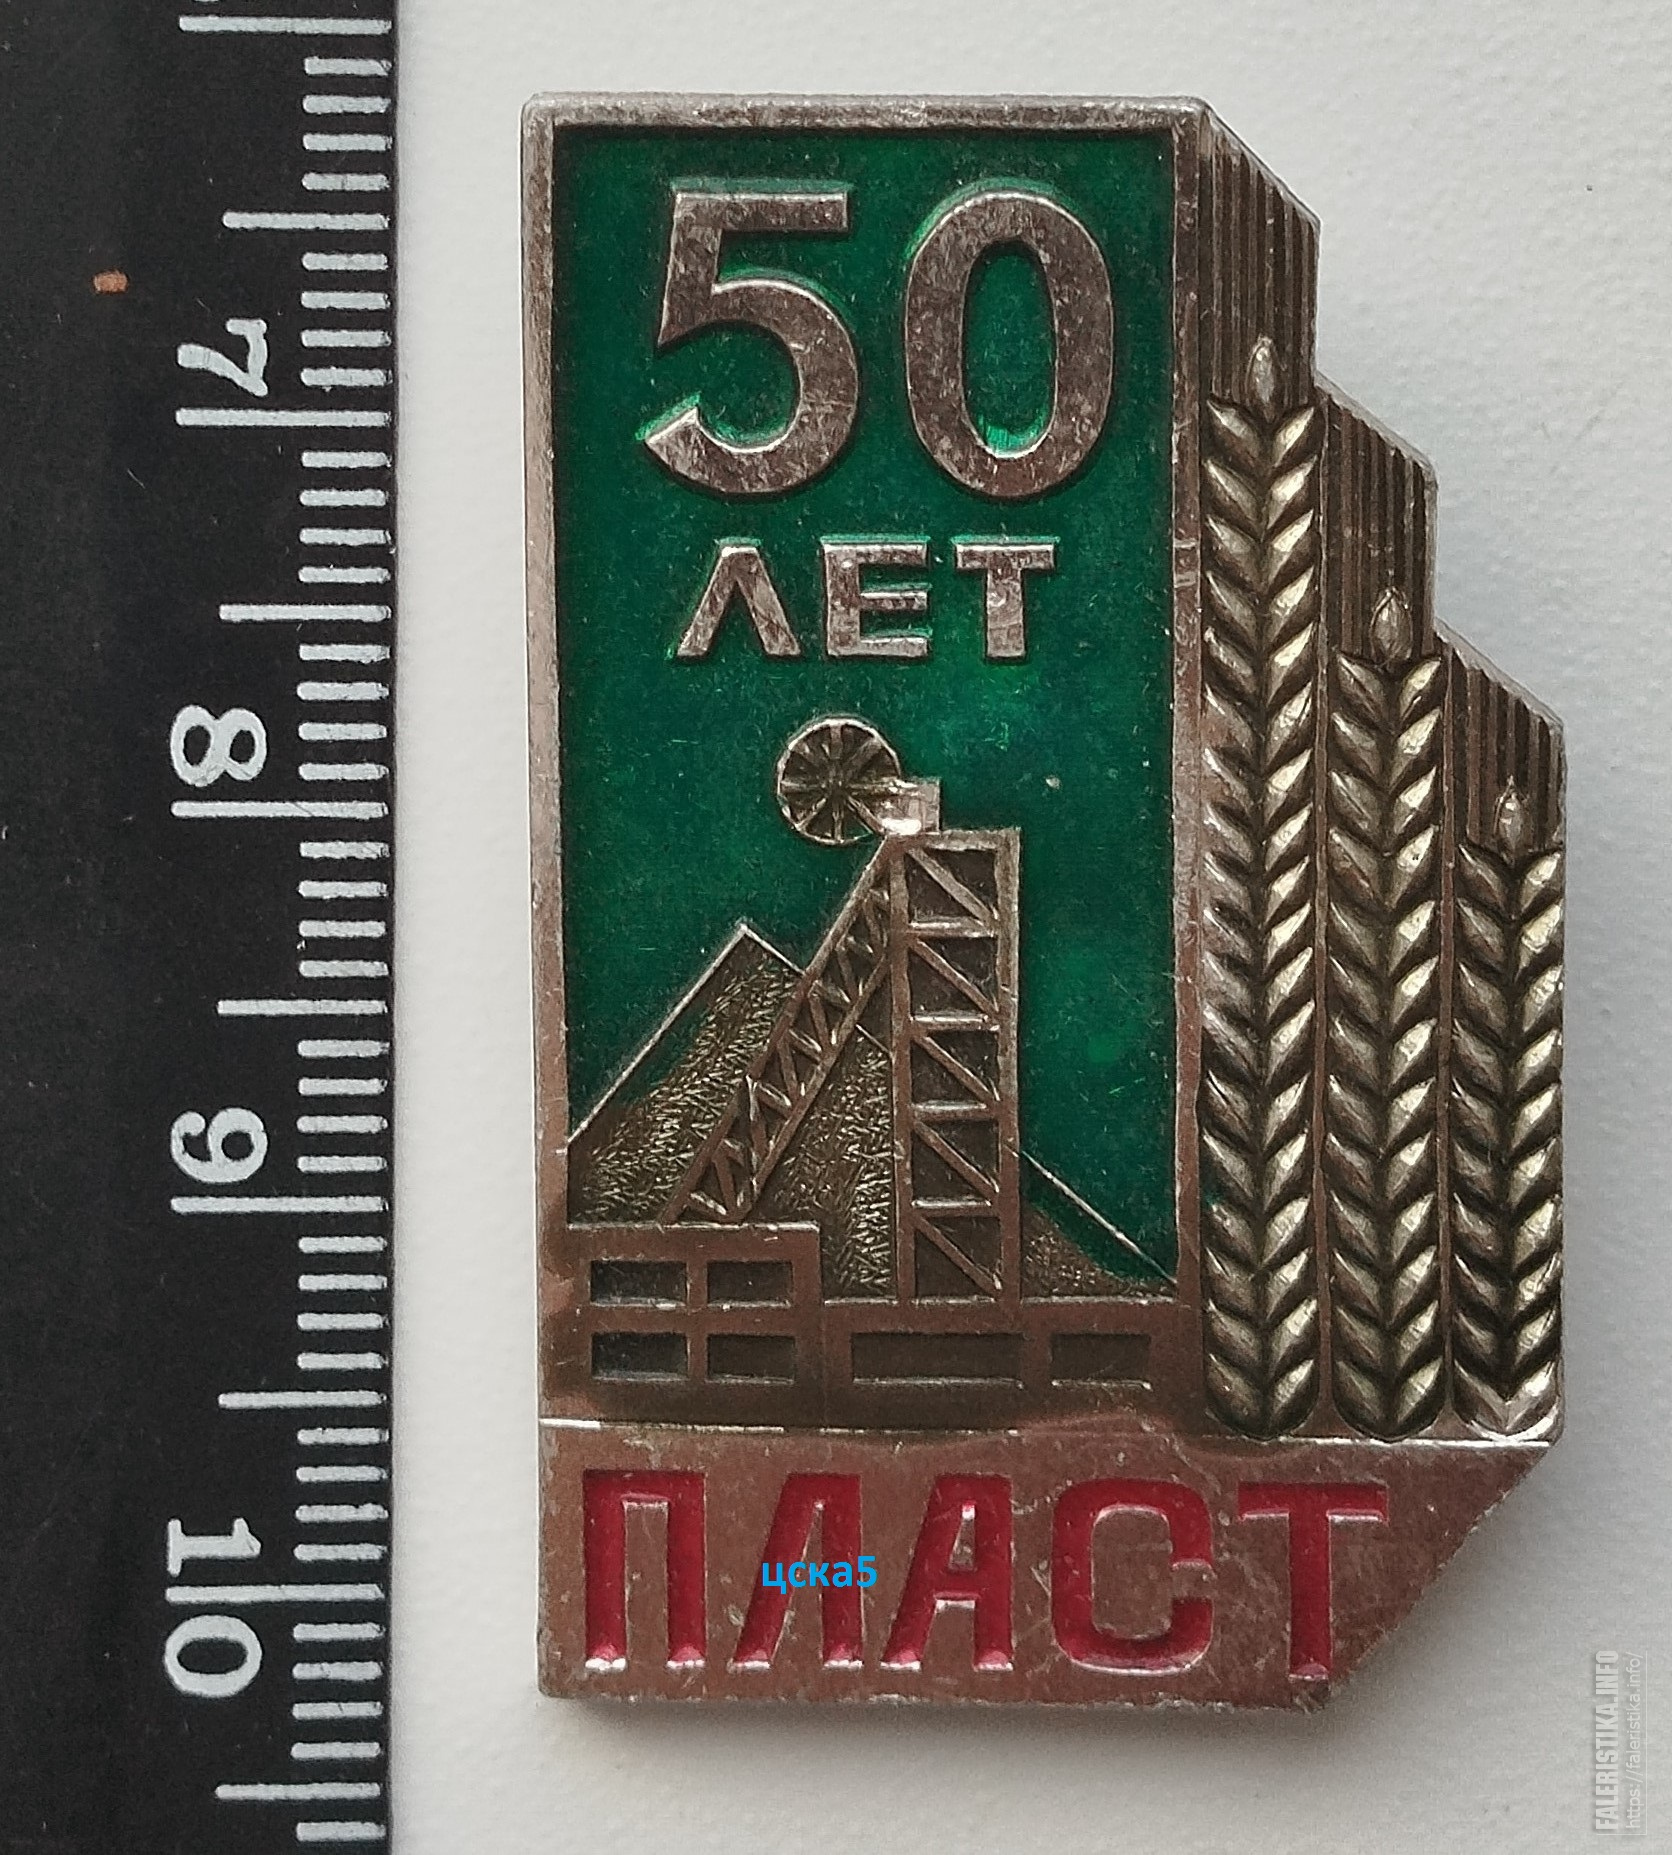 50
ЛЕТ
ПЛАСТ
цска5
7
8
9
10
FALERISTIKA.INFO
https://faleristika.info/